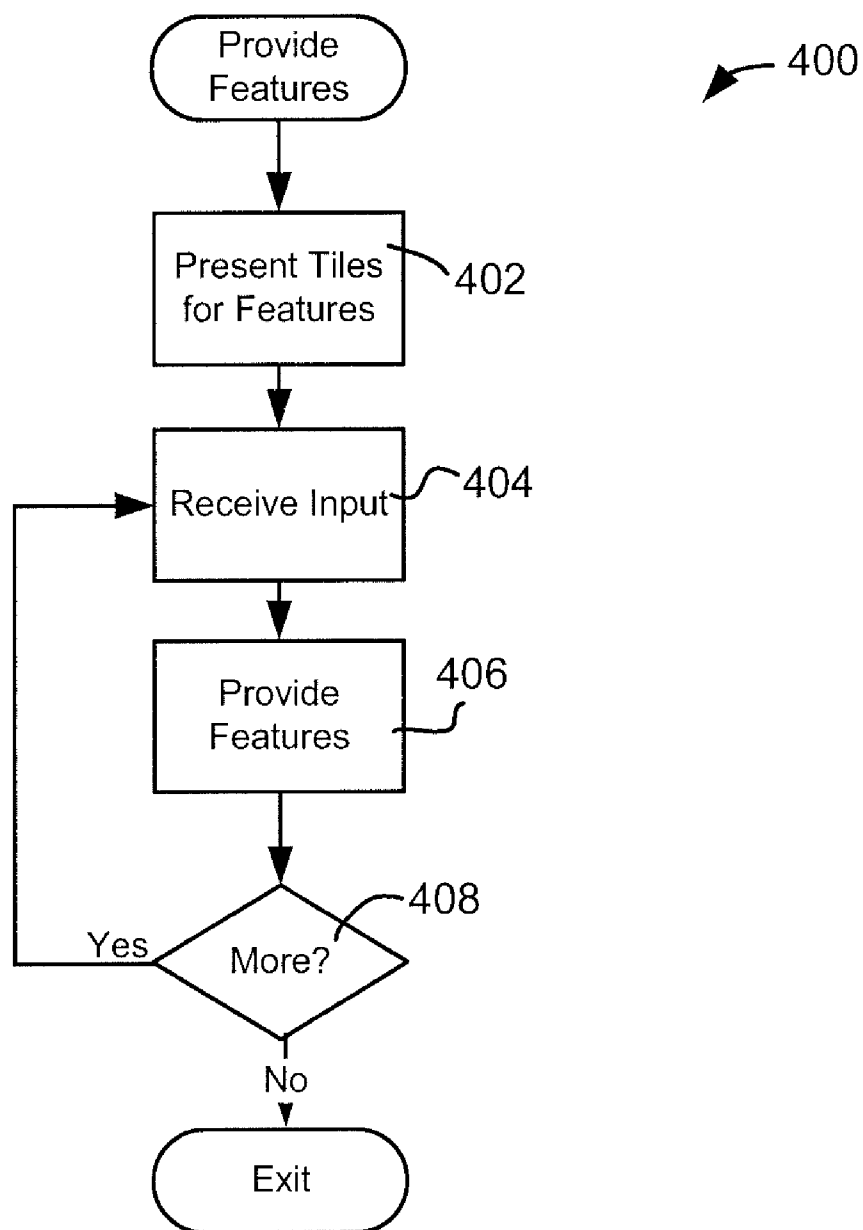 Provide
Features
400
Present Tiles
for Features
402
Receive Input
404
Provide
Features
406
More?
408
Yes
No
Exit